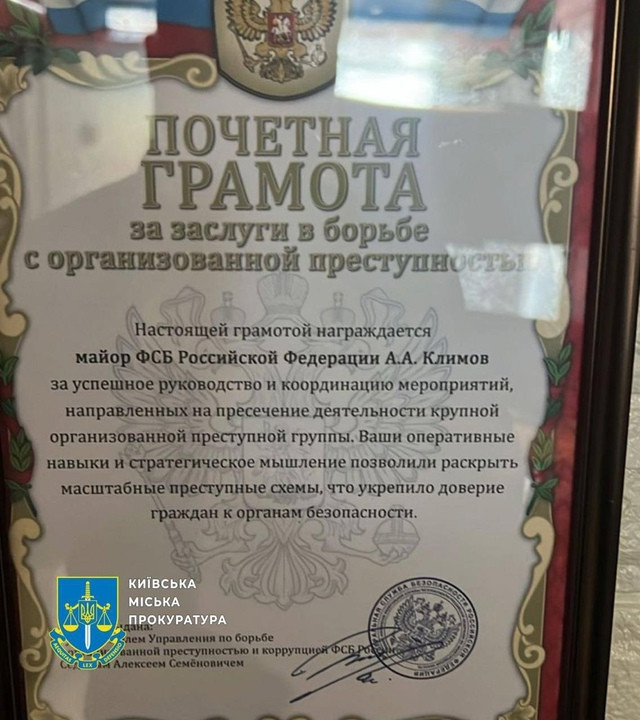 ПОЧЕТНАЯ
ГРАМОТА
за заслуги в борьбе
с организованной преступностью
Настоящей грамотой награждается
майор ФСБ Российской Федерации А.А. Климов
за успешное руководство и координацию мероприятий,
направленных на пресечение деятельности крупной
организованной преступной группы. Ваши оперативные
навыки и стратегическое мышление позволили раскрыть
масштабные преступные схемы, что укрепило доверие
граждан к органам безопасности.
КИЇВСЬКА
МІСЬКА
ПРОКУРАТУРА
LEX
Управления по борьбе
преступностью и коррупцией ФСБ
Алексеем Семёновичем